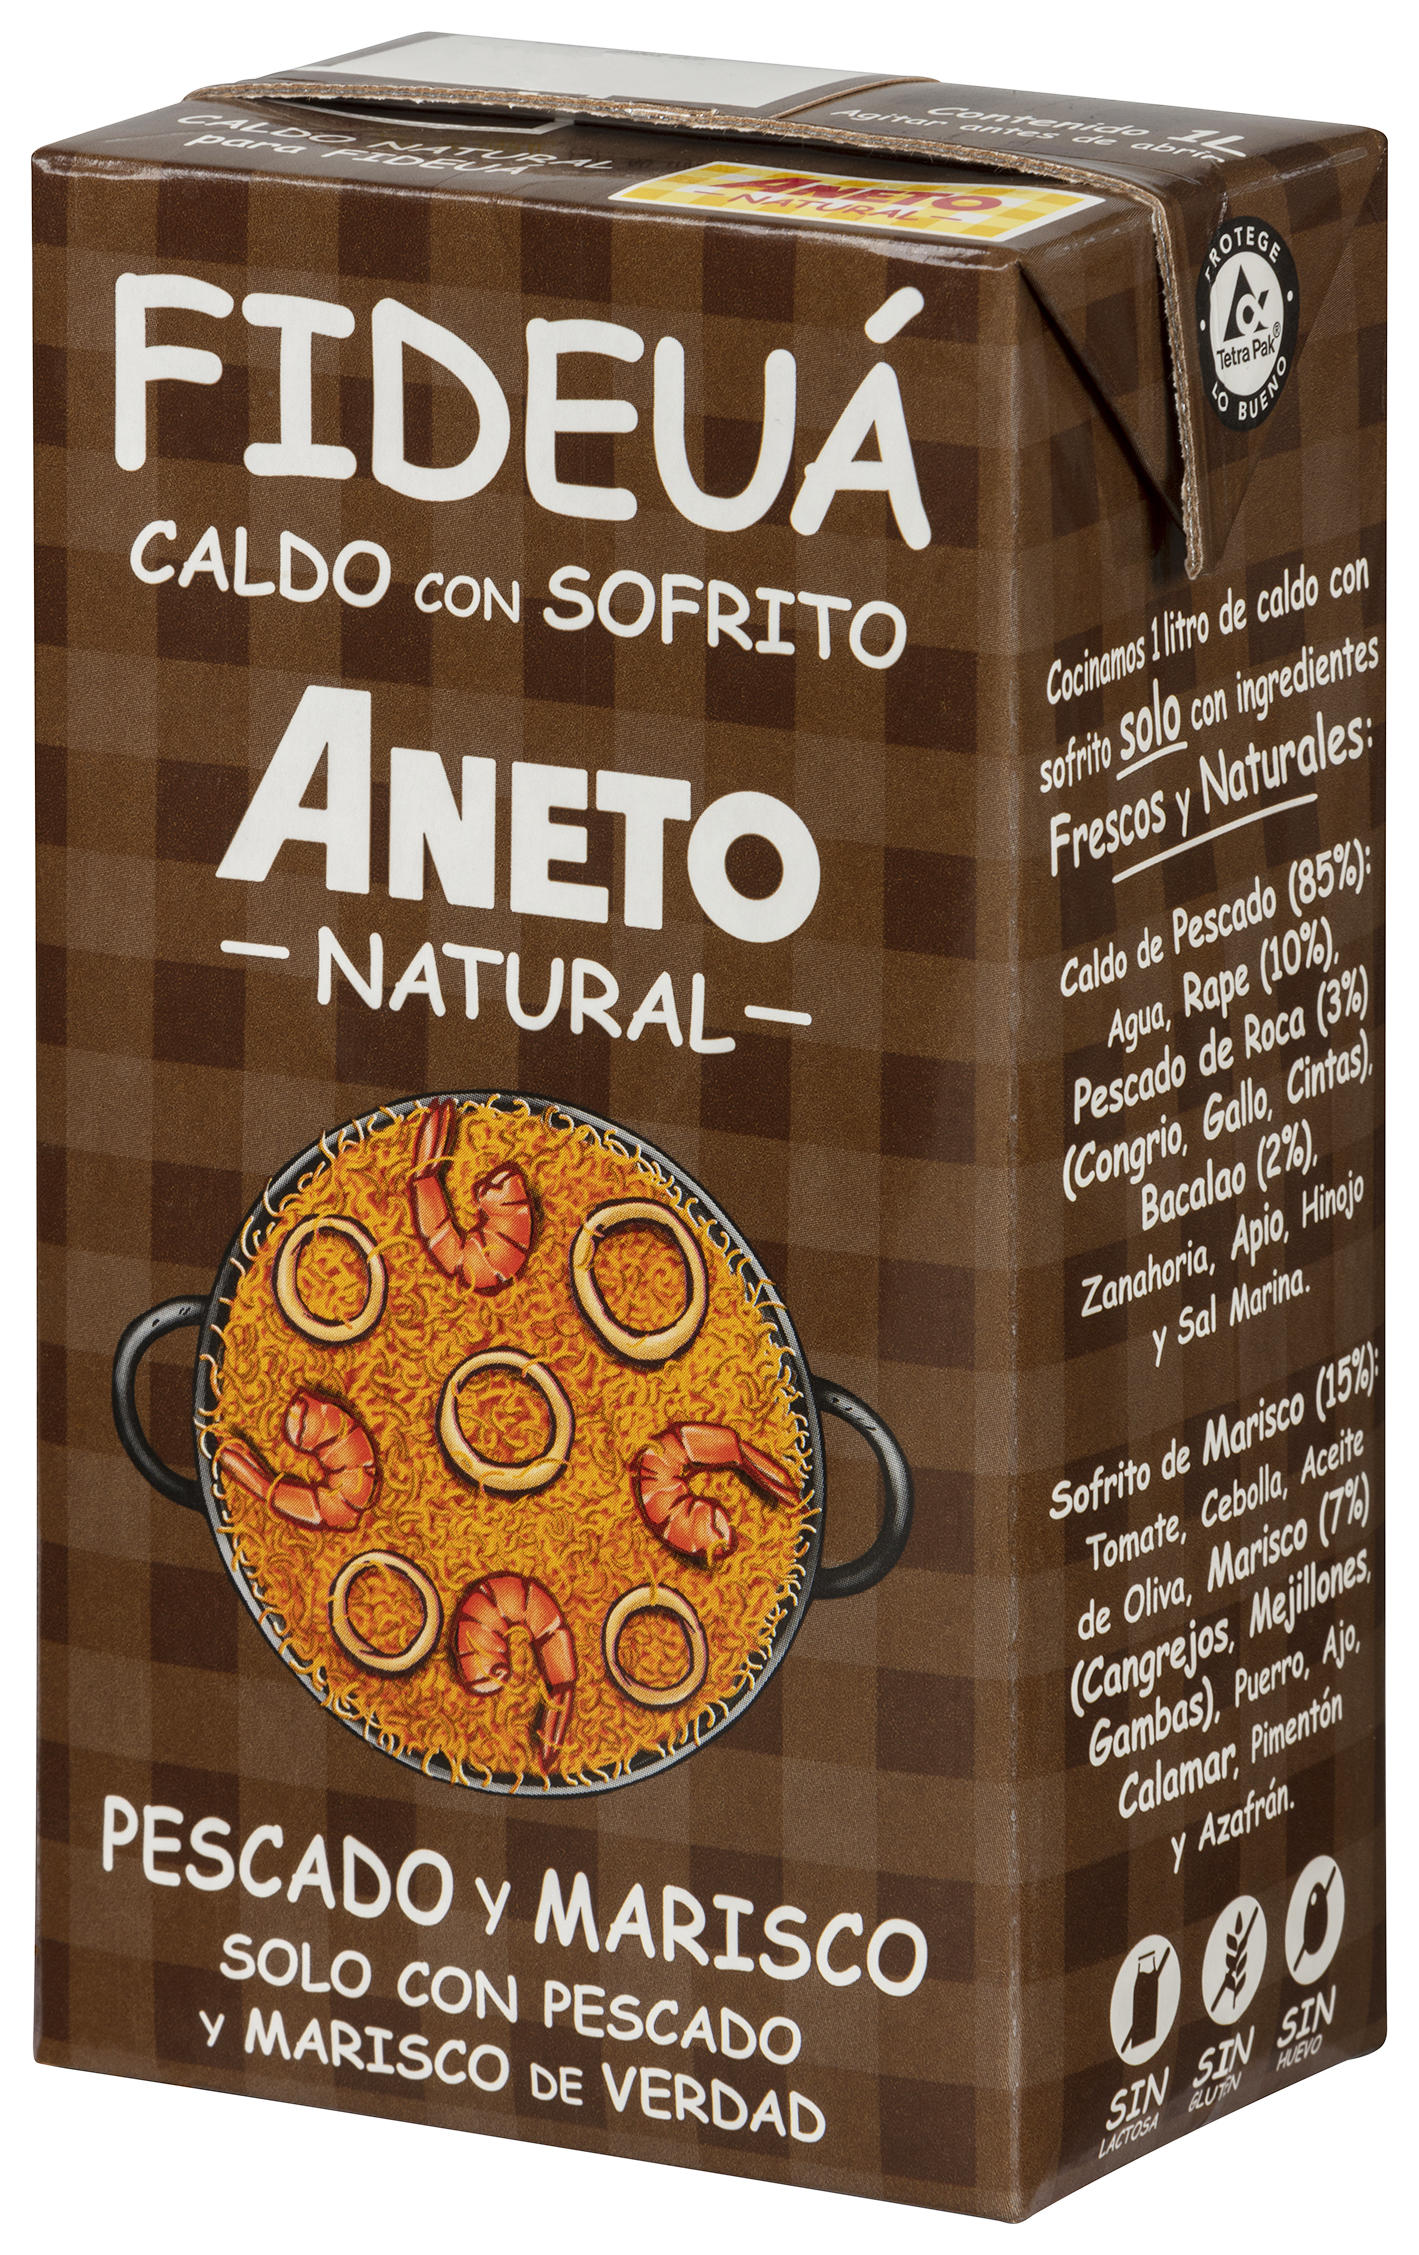 Contenido 1L
Agitar antes de abrir
CALDO NATURAL
para FIDEUÁ
ANETO
— NATURAL —
FIDEUÁ
CALDO CON SOFRITO
ANETO
— NATURAL —
PESCADO Y MARISCO
SOLO CON PESCADO
Y MARISCO DE VERDAD
PROTEGE
Tetra Pak®
LO BUENO
Cocinamos 1 litro de caldo con
sofrito solo con ingredientes
Frescos y Naturales:
Caldo de Pescado (85%):
Agua, Rape (10%),
Pescado de Roca (3%)
(Congrio, Gallo, Cintas),
Bacalao (2%),
Zanahoria, Apio, Hinojo
y Sal Marina.
Sofrito de Marisco (15%):
Tomate, Cebolla, Aceite
de Oliva, Marisco (7%)
(Cangrejos, Mejillones,
Gambas), Puerro, Ajo,
Calamar, Pimentón
y Azafrán.
SIN
LACTOSA
SIN
GLUTEN
SIN
HUEVO